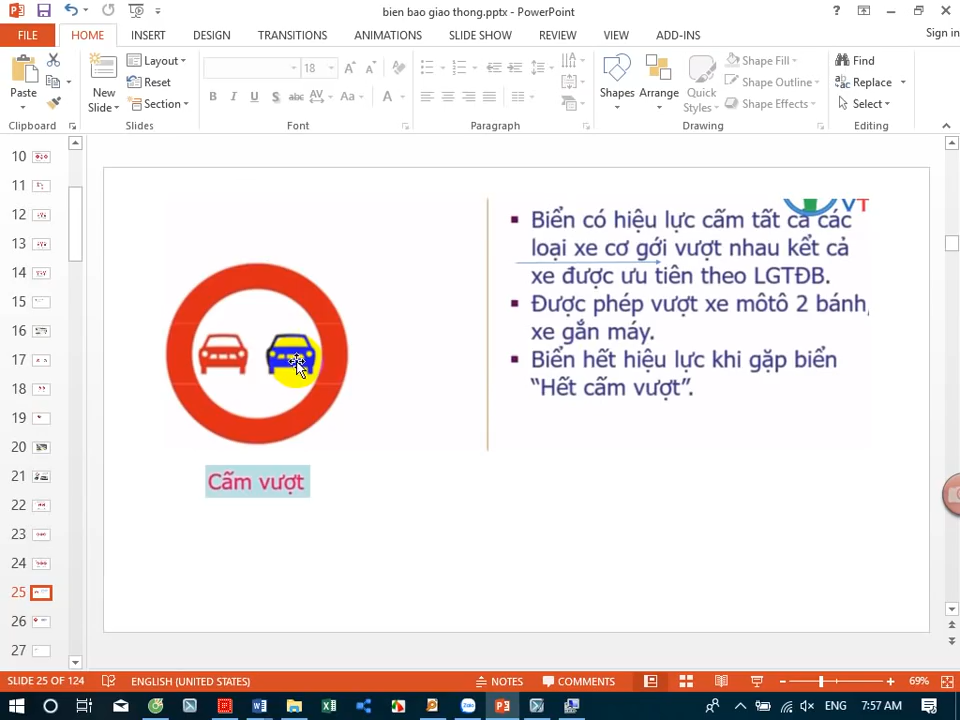 bien bao giao thong.pptx - PowerPoint
Sign in
FILE HOME INSERT DESIGN TRANSITIONS ANIMATIONS SLIDE SHOW REVIEW VIEW ADD-INS
Paste
New Slide
Layout
Reset
Section
18
Shapes
Arrange
Quick Styles
Shape Fill
Shape Outline
Shape Effects
Find
Replace
Select
Clipboard Slides Font Paragraph Drawing Editing
10
11
12
13
14
15
16
17
18
19
20
21
22
23
24
25
26
27
VT
Biển có hiệu lực cấm tất cả các
loại xe cơ gới vượt nhau kết cả
xe được ưu tiên theo LGTĐB.
Được phép vượt xe môtô 2 bánh,
xe gắn máy.
Biển hết hiệu lực khi gặp biển
“Hết cấm vượt”.
Cấm vượt
SLIDE 25 OF 124 ENGLISH (UNITED STATES) NOTES COMMENTS 69%
ENG 7:57 AM